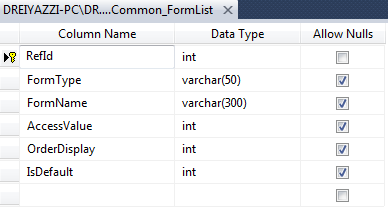 DREIYAZZI-PC\DR....Common_FormList
Column Name Data Type Allow Nulls
RefId int
FormType varchar(50)
FormName varchar(300)
AccessValue int
OrderDisplay int
IsDefault int